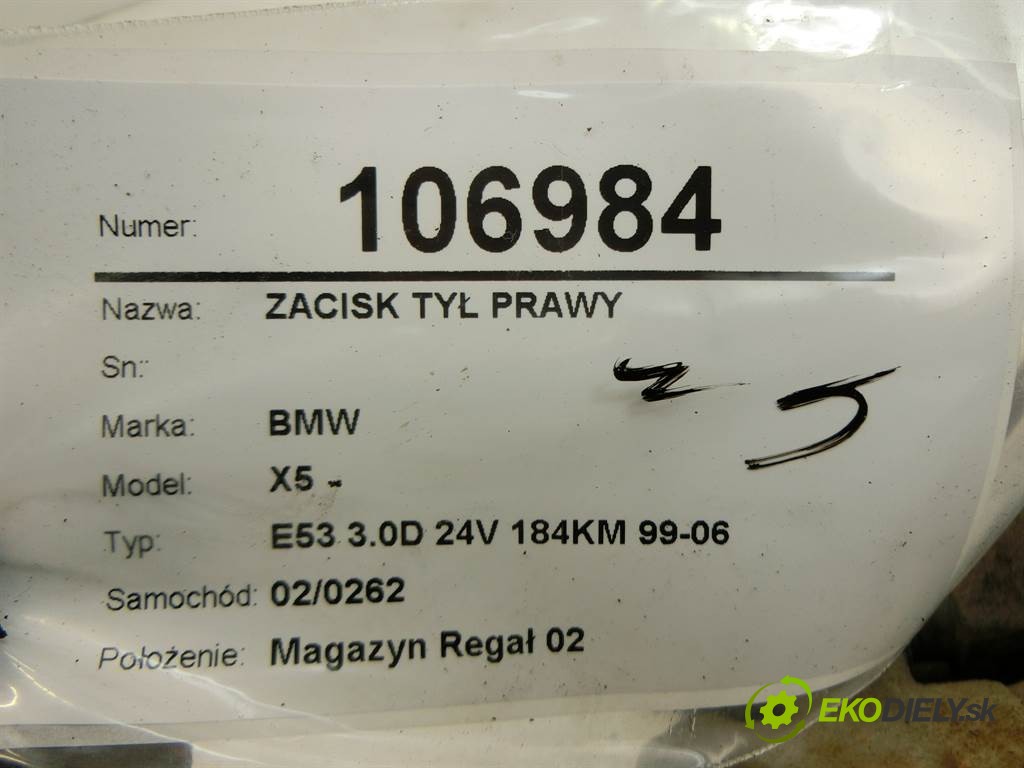 Numer: 106984
Nazwa: ZACISK TYŁ PRAWY
Sn:
Marka: BMW
Model: X5 -
Typ: E53 3.0D 24V 184KM 99-06
Samochód: 02/0262
Położenie: Magazyn Regał 02
EKODIELY.sk